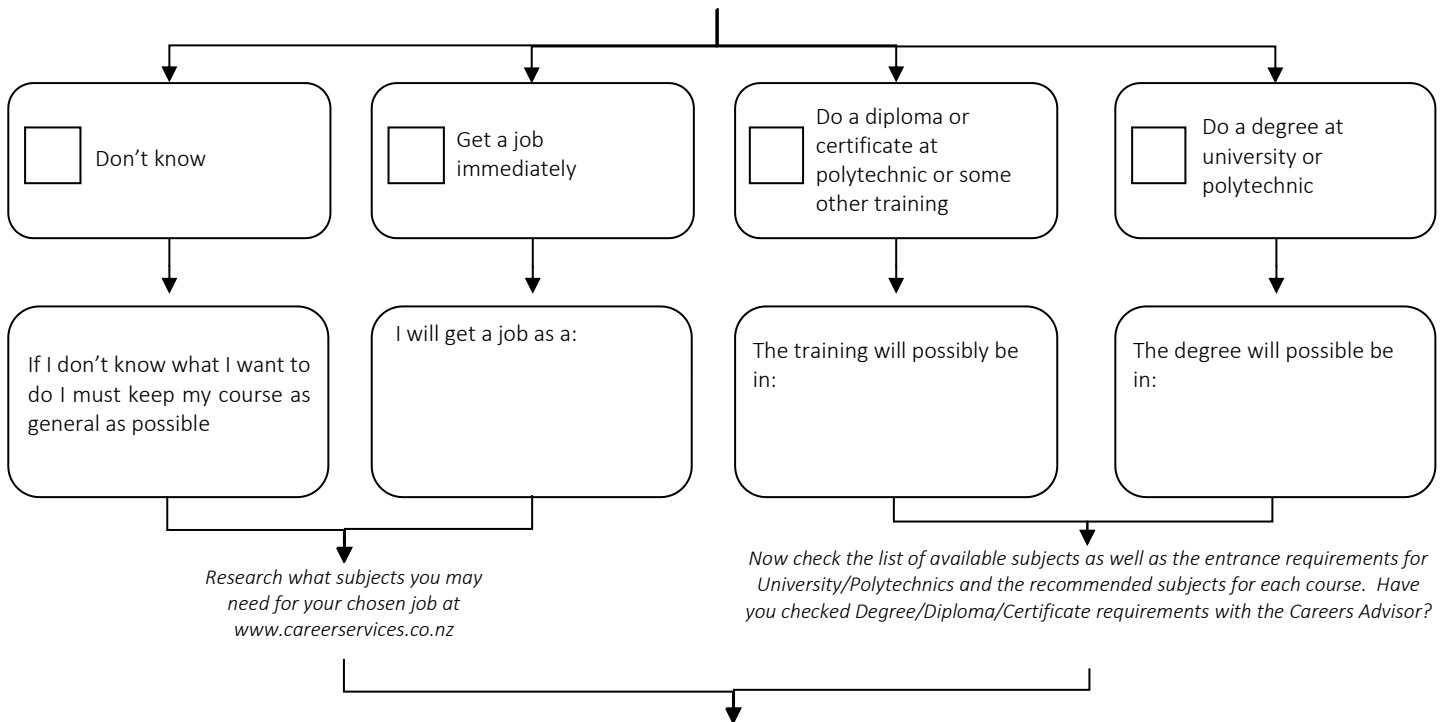 Don't know
Get a job
immediately
Do a diploma or
certificate at
polytechnic or some
other training
Do a degree at
university or
polytechnic
If I don't know what I want to
do I must keep my course as
general as possible
I will get a job as a:
The training will possibly be
in:
The degree will possible be
in:
Research what subjects you may
need for your chosen job at
www.careerservices.co.nz
Now check the list of available subjects as well as the entrance requirements for
University/Polytechnics and the recommended subjects for each course.  Have
you checked Degree/Diploma/Certificate requirements with the Careers Advisor?